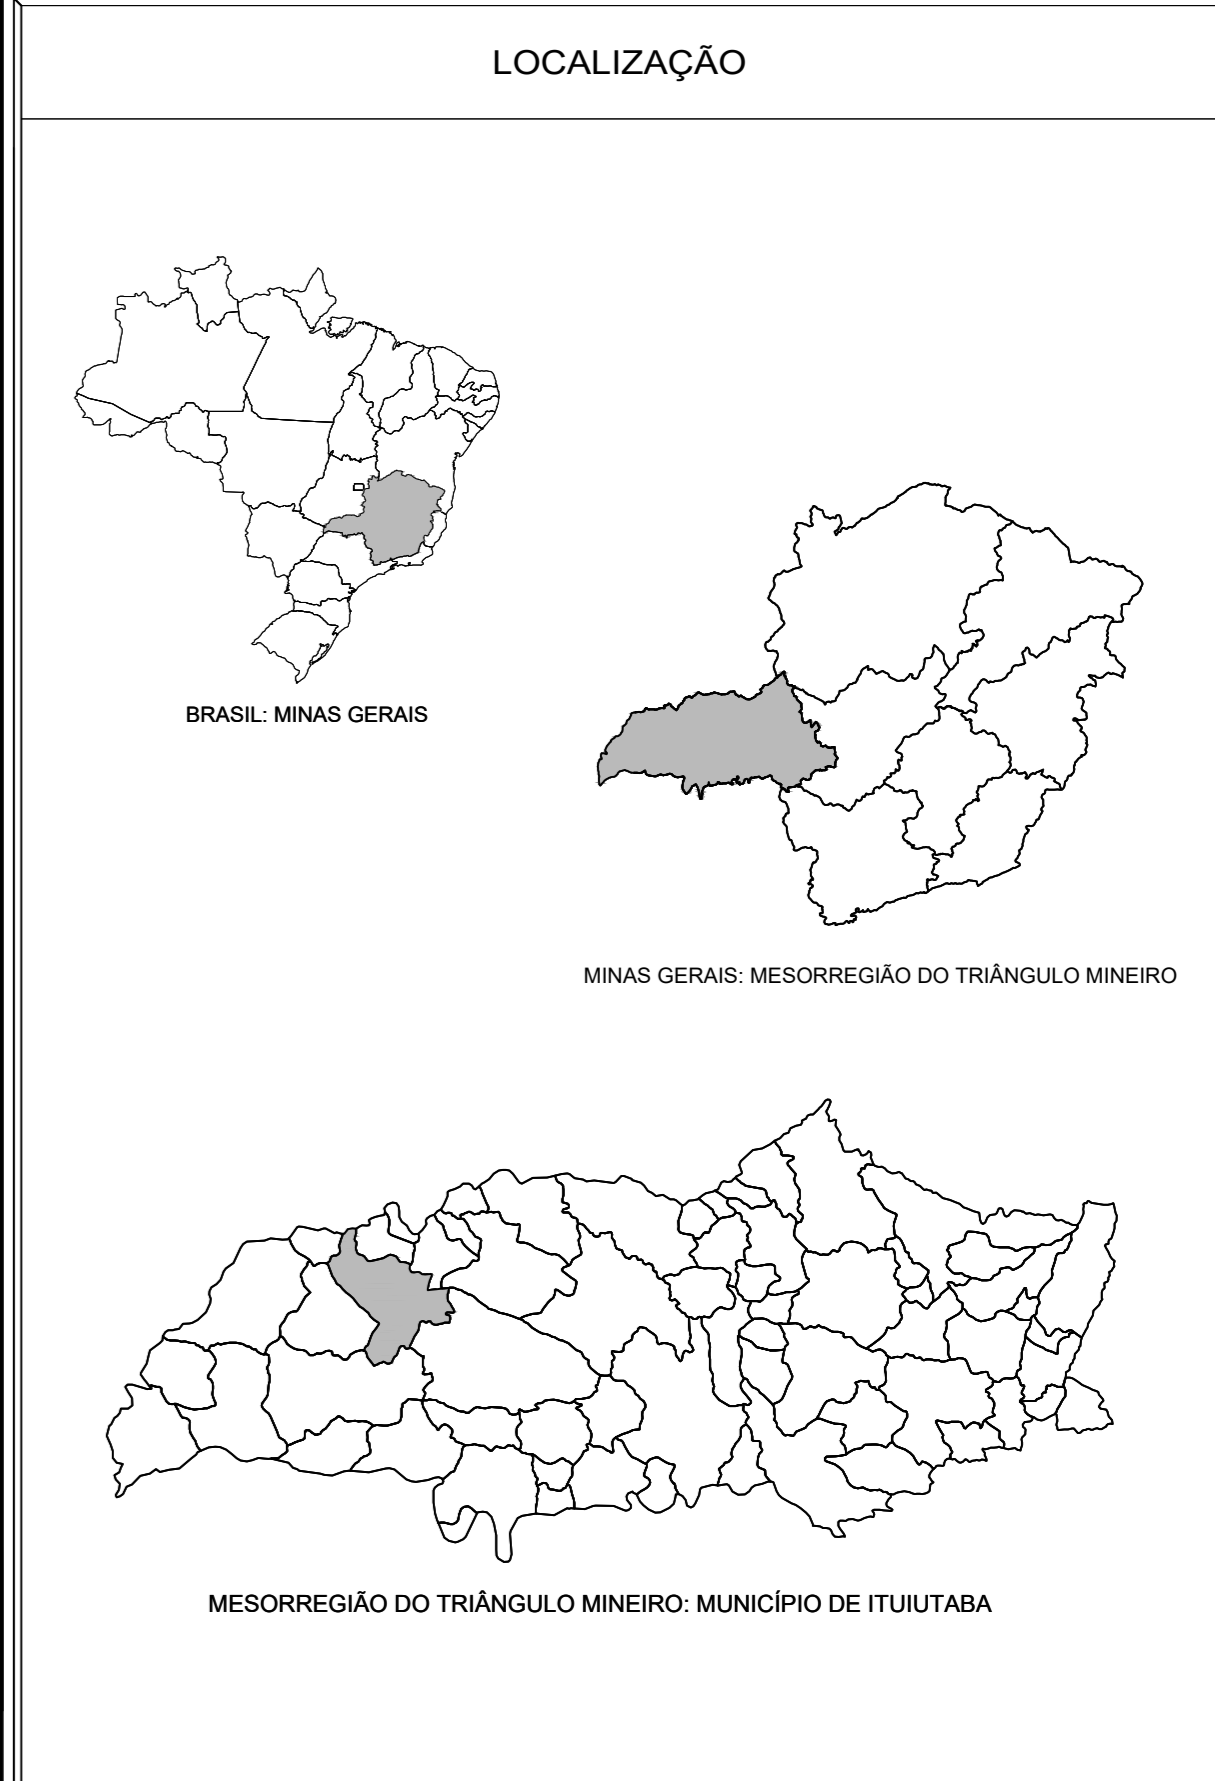 LOCALIZAÇÃO
BRASIL: MINAS GERAIS
MINAS GERAIS: MESORREGIÃO DO TRIÂNGULO MINEIRO
MESORREGIÃO DO TRIÂNGULO MINEIRO: MUNICÍPIO DE ITUIUTABA